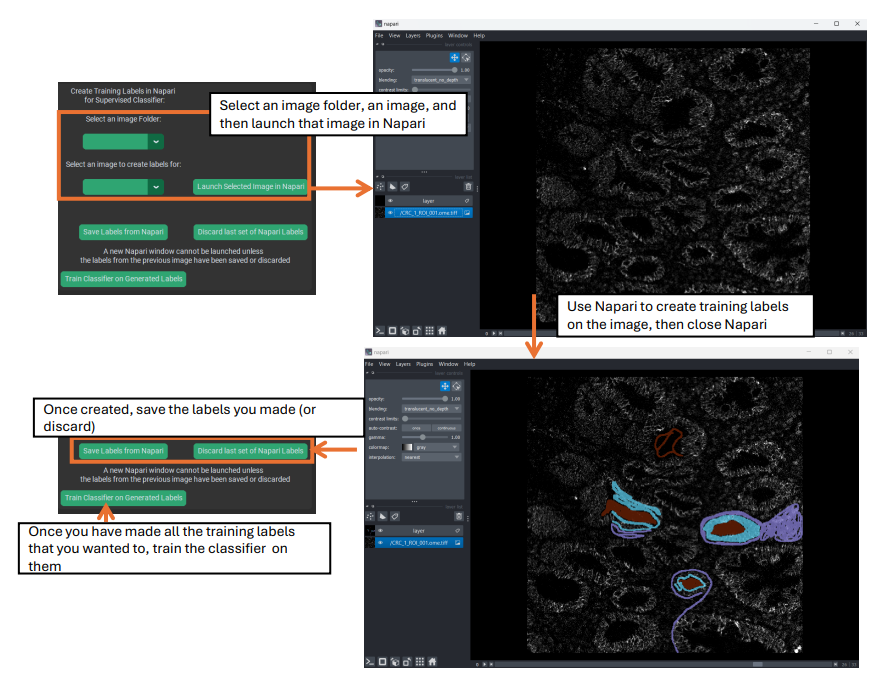 Create Training Labels in Napari
for Supervised Classifier:
Select an Image Folder:
Select an image to create labels for:
Launch Selected Image in Napari
Save Labels from Napari
Discard last set of Napari Labels
A new Napari window cannot be launched unless
the labels from the previous image have been saved or discarded
Train Classifier on Generated Labels
Select an image folder, an image, and
then launch that image in Napari
napari
File View Layers Plugins Window Help
layer controls
opacity: 1.00
blending: translucent_no_depth
contrast limits:
layer list
layer
/CRC_1_ROI_001.ome.tiff
Use Napari to create training labels
on the image, then close Napari
napari
File View Layers Plugins Window Help
layer controls
opacity: 1.00
blending: translucent_no_depth
contrast limits:
auto-contrast: once continuous
gamma: 1.00
colormap: gray
interpolation: nearest
layer list
layer
/CRC_1_ROI_001.ome.tiff
Once created, save the labels you made (or
discard)
Save Labels from Napari
Discard last set of Napari Labels
A new Napari window cannot be launched unless
the labels from the previous image have been saved or discarded
Train Classifier on Generated Labels
Once you have made all the training labels
that you wanted to, train the classifier on
them